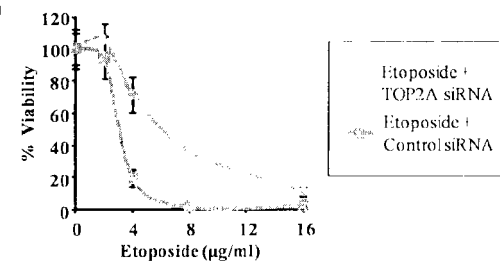 120
100
80
60
40
20
0
% Viability
0 4 8 12 16
Etoposide (µg/ml)
Etoposide +
TOP2A siRNA
Etoposide +
Control siRNA